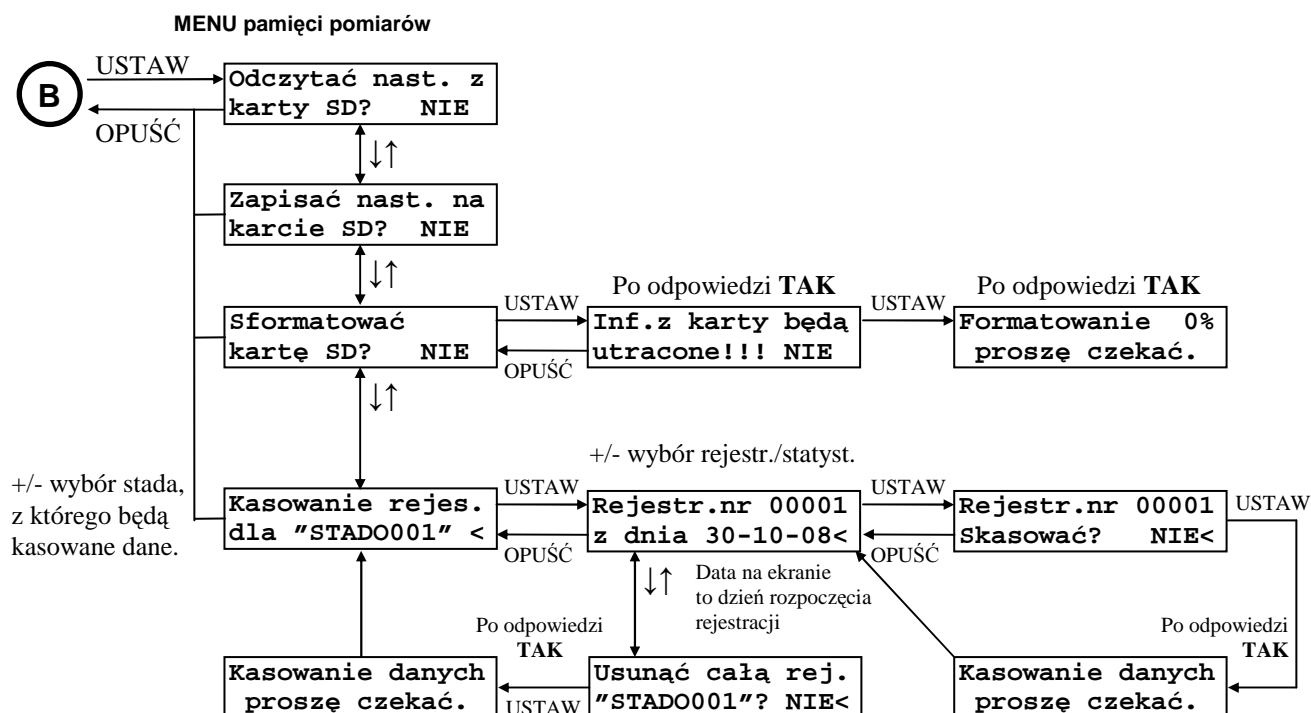 MENU pamięci pomiarów
B
USTAW
OPUŚĆ
Odczytać nast. z
karty SD? NIE
↓↑
Zapisać nast. na
karcie SD? NIE
↓↑
Sformatować
kartę SD? NIE
USTAW
OPUŚĆ
Po odpowiedzi TAK
Inf.z karty będą
utracone!!! NIE
USTAW
Po odpowiedzi TAK
Formatowanie 0%
proszę czekać.
↓↑
+/- wybór stada,
z którego będą
kasowane dane.
Kasowanie rejes.
dla "STADO001" <
USTAW
OPUŚĆ
+/- wybór rejestr./statyst.
Rejestr.nr 00001
z dnia 30-10-08<
USTAW
OPUŚĆ
Rejestr.nr 00001
Skasować? NIE<
USTAW
↓↑
Data na ekranie
to dzień rozpoczęcia
rejestracji
Po odpowiedzi
TAK
Po odpowiedzi
TAK
Kasowanie danych
proszę czekać.
USTAW
Usunąć całą rej.
"STADO001"? NIE<
Kasowanie danych
proszę czekać.